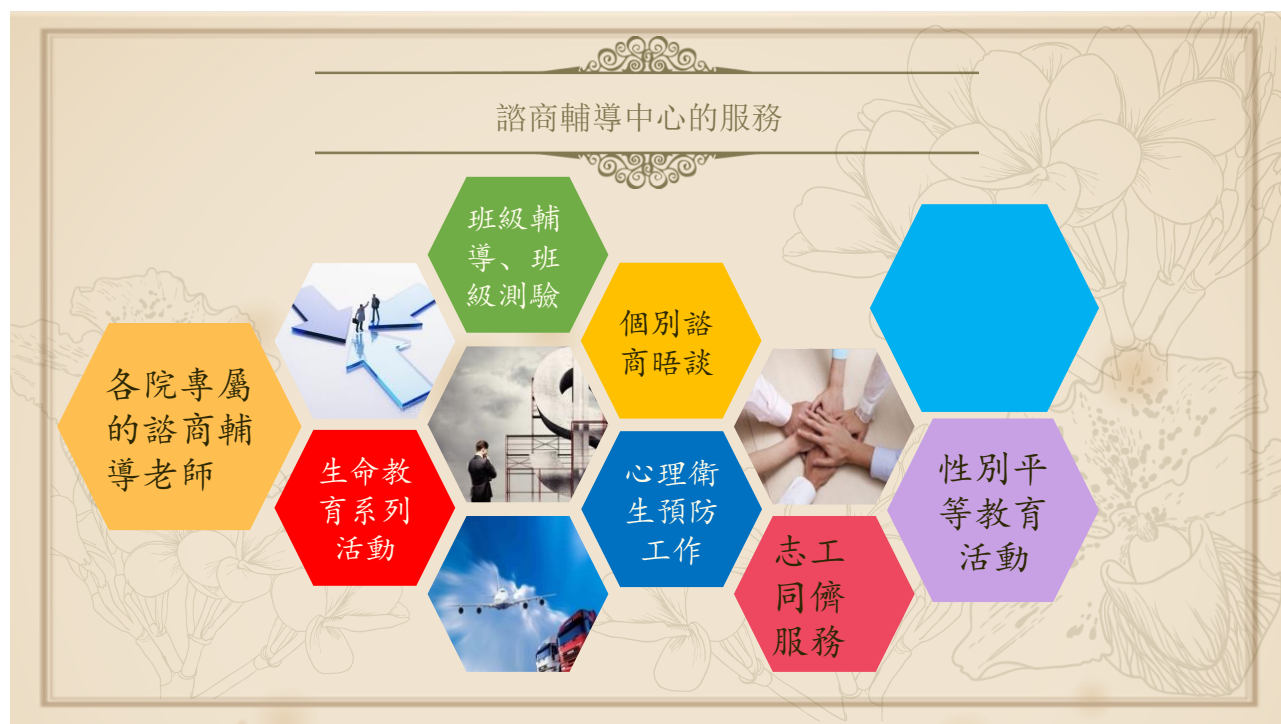 諮商輔導中心的服務
班級輔
導、班
級測驗
個別諮
商晤談
各院專屬
的諮商輔
導老師
生命教
育系列
活動
心理衛
生預防
工作
性別平
等教育
活動
志工
同儕
服務